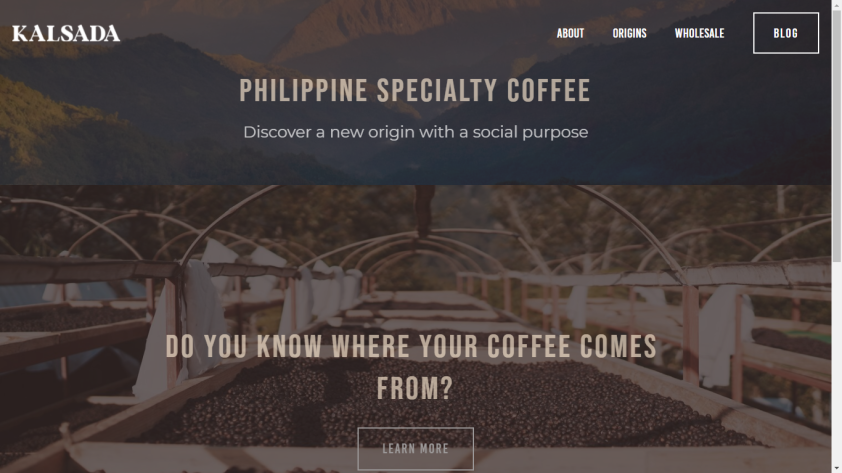 KALSADA
ABOUT
ORIGINS
WHOLESALE
BLOG
PHILIPPINE SPECIALTY COFFEE
Discover a new origin with a social purpose
DO YOU KNOW WHERE YOUR COFFEE COMES
FROM?
LEARN MORE